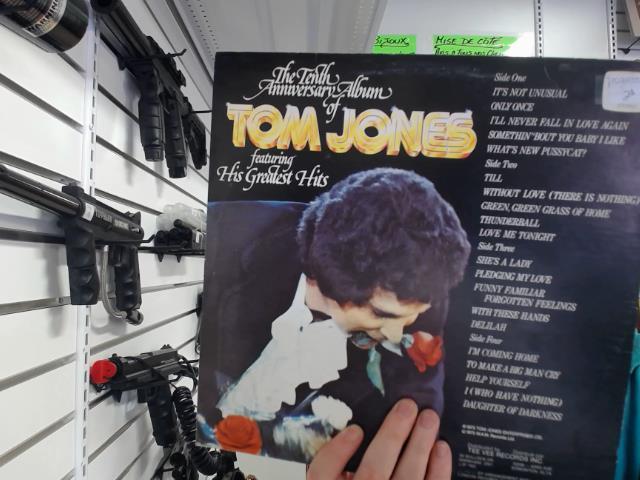 BIJOUX
MISE DE CÔTÉ
The Tenth
Anniversary Album
of
TOM JONES
featuring
His Greatest Hits
Side One
IT'S NOT UNUSUAL
ONLY ONCE
I'LL NEVER FALL IN LOVE AGAIN
SOMETHIN' BOUT YOU BABY I LIKE
WHAT'S NEW PUSSYCAT?
Side Two
TILL
WITHOUT LOVE (THERE IS NOTHING)
GREEN, GREEN GRASS OF HOME
THUNDERBALL
LOVE ME TONIGHT
Side Three
SHE'S A LADY
PLEDGING MY LOVE
FUNNY FAMILIAR
FORGOTTEN FEELINGS
WITH THESE HANDS
DELILAH
Side Four
I'M COMING HOME
TO MAKE A BIG MAN CRY
HELP YOURSELF
I (WHO HAVE NOTHING)
DAUGHTER OF DARKNESS
TEE VEE RECORDS INC.